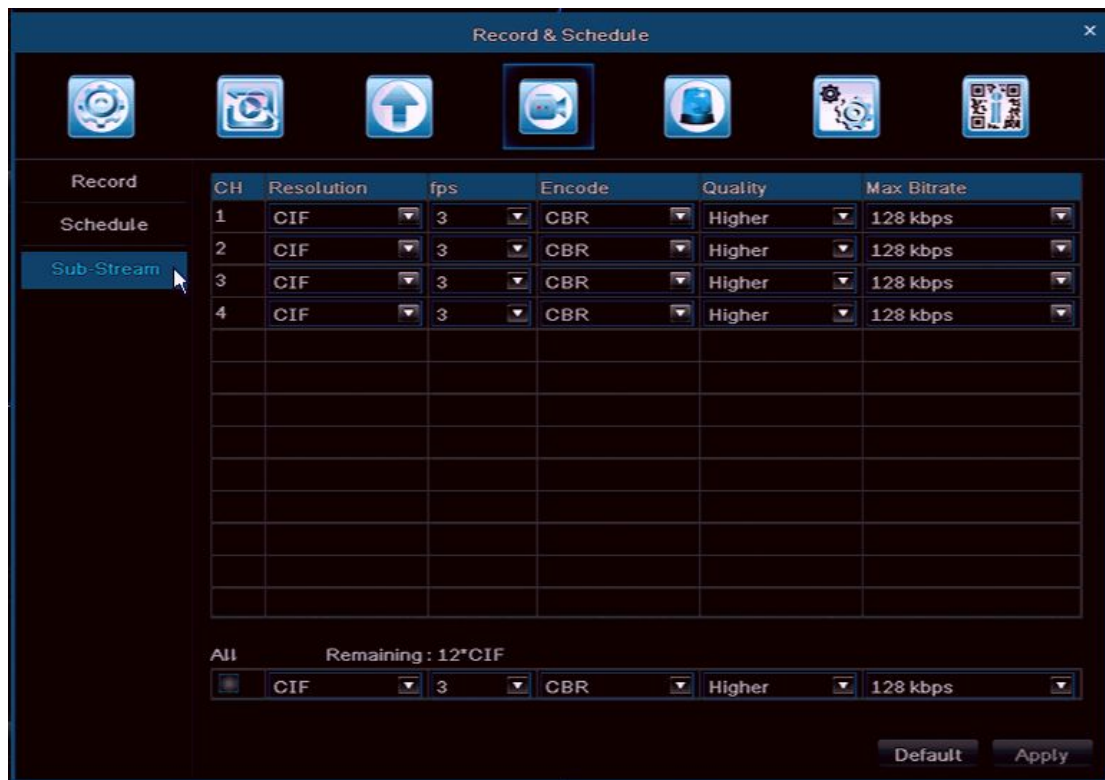 Record & Schedule x
Record
Schedule
Sub-Stream
CH Resolution fps Encode Quality Max Bitrate
1 CIF 3 CBR Higher 128 kbps
2 CIF 3 CBR Higher 128 kbps
3 CIF 3 CBR Higher 128 kbps
4 CIF 3 CBR Higher 128 kbps
All Remaining : 12*CIF
CIF 3 CBR Higher 128 kbps
Default Apply